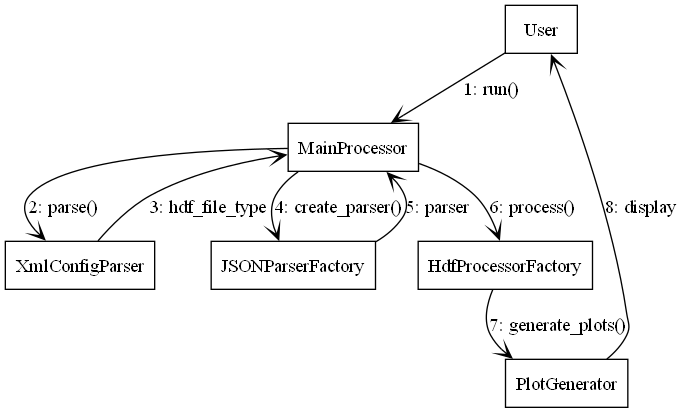 User
1: run()
MainProcessor
2: parse()
3: hdf_file_type
4: create_parser()
5: parser
6: process()
8: display
XmlConfigParser
JSONParserFactory
HdfProcessorFactory
7: generate_plots()
PlotGenerator